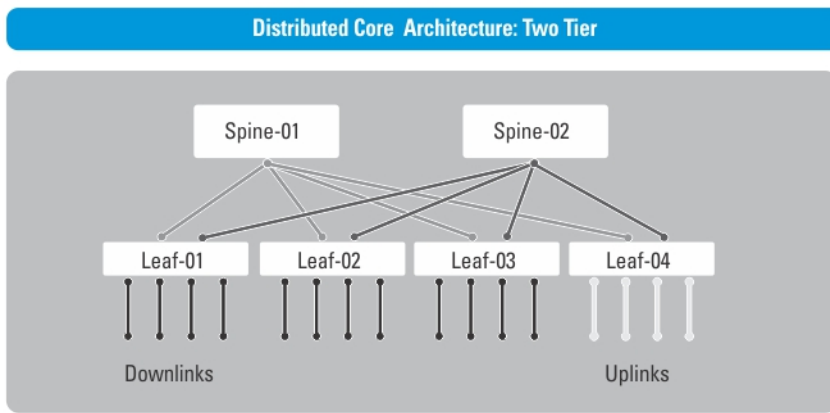 Distributed Core Architecture: Two Tier
Spine-01 Spine-02
Leaf-01 Leaf-02 Leaf-03 Leaf-04
Downlinks Uplinks